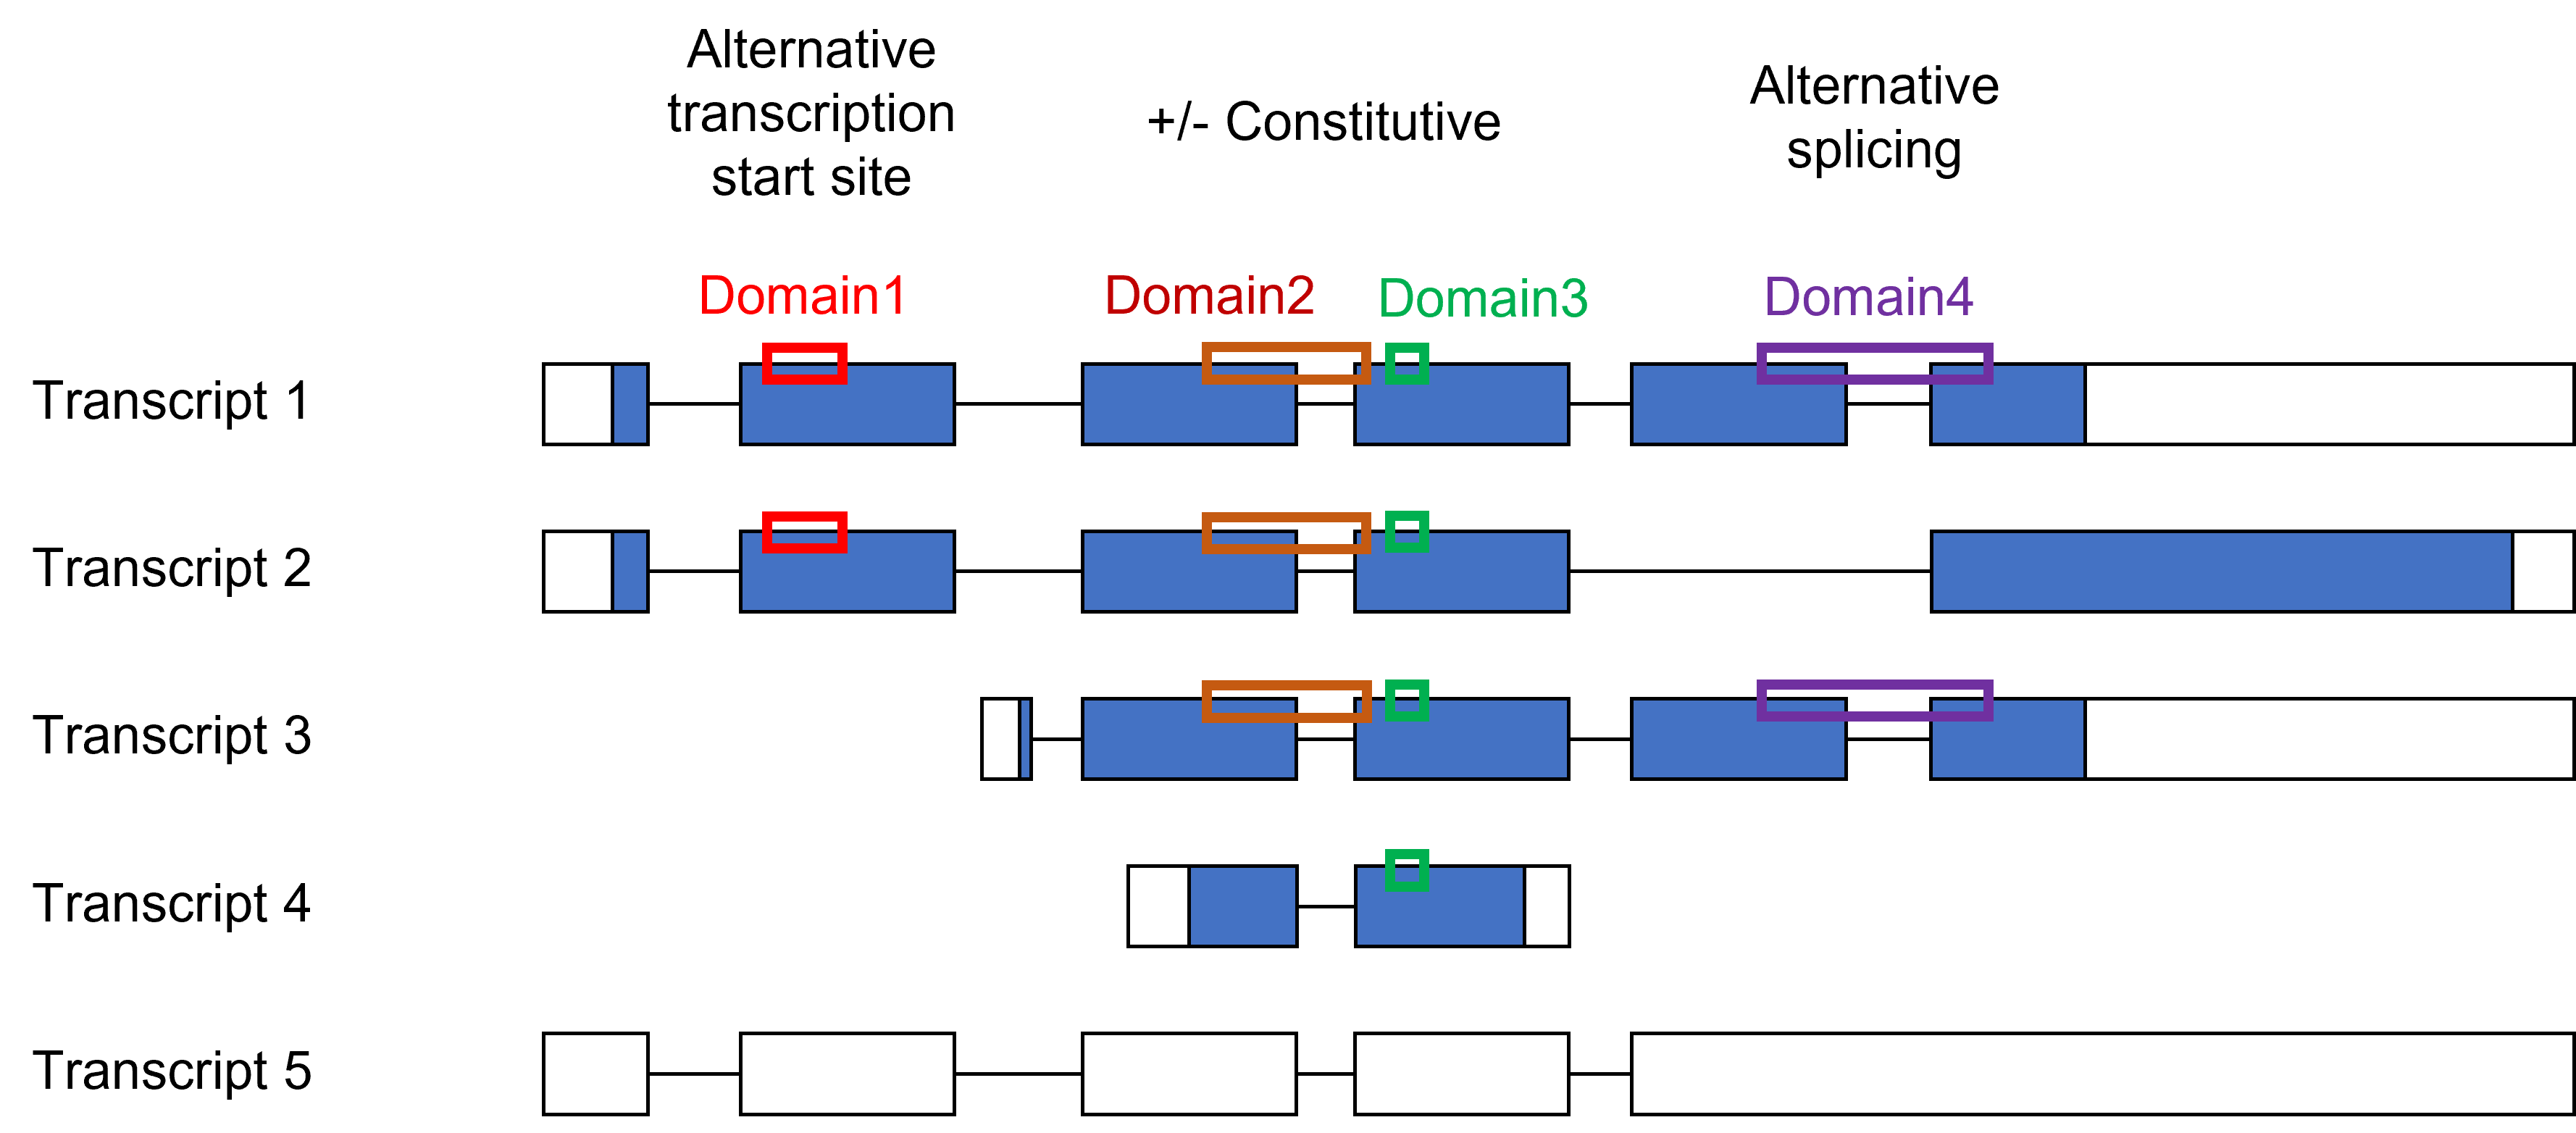 Alternative
transcription
start site
+/- Constitutive
Alternative
splicing
Domain1
Domain2
Domain3
Domain4
Transcript 1
Transcript 2
Transcript 3
Transcript 4
Transcript 5